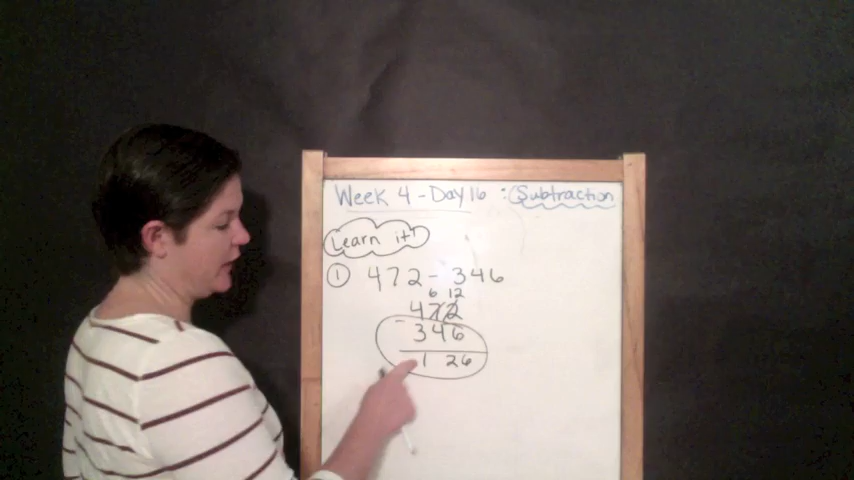 Week 4 - Day 16 : Subtraction
Learn it!
① 472 - 346
6 12
472
- 346
126